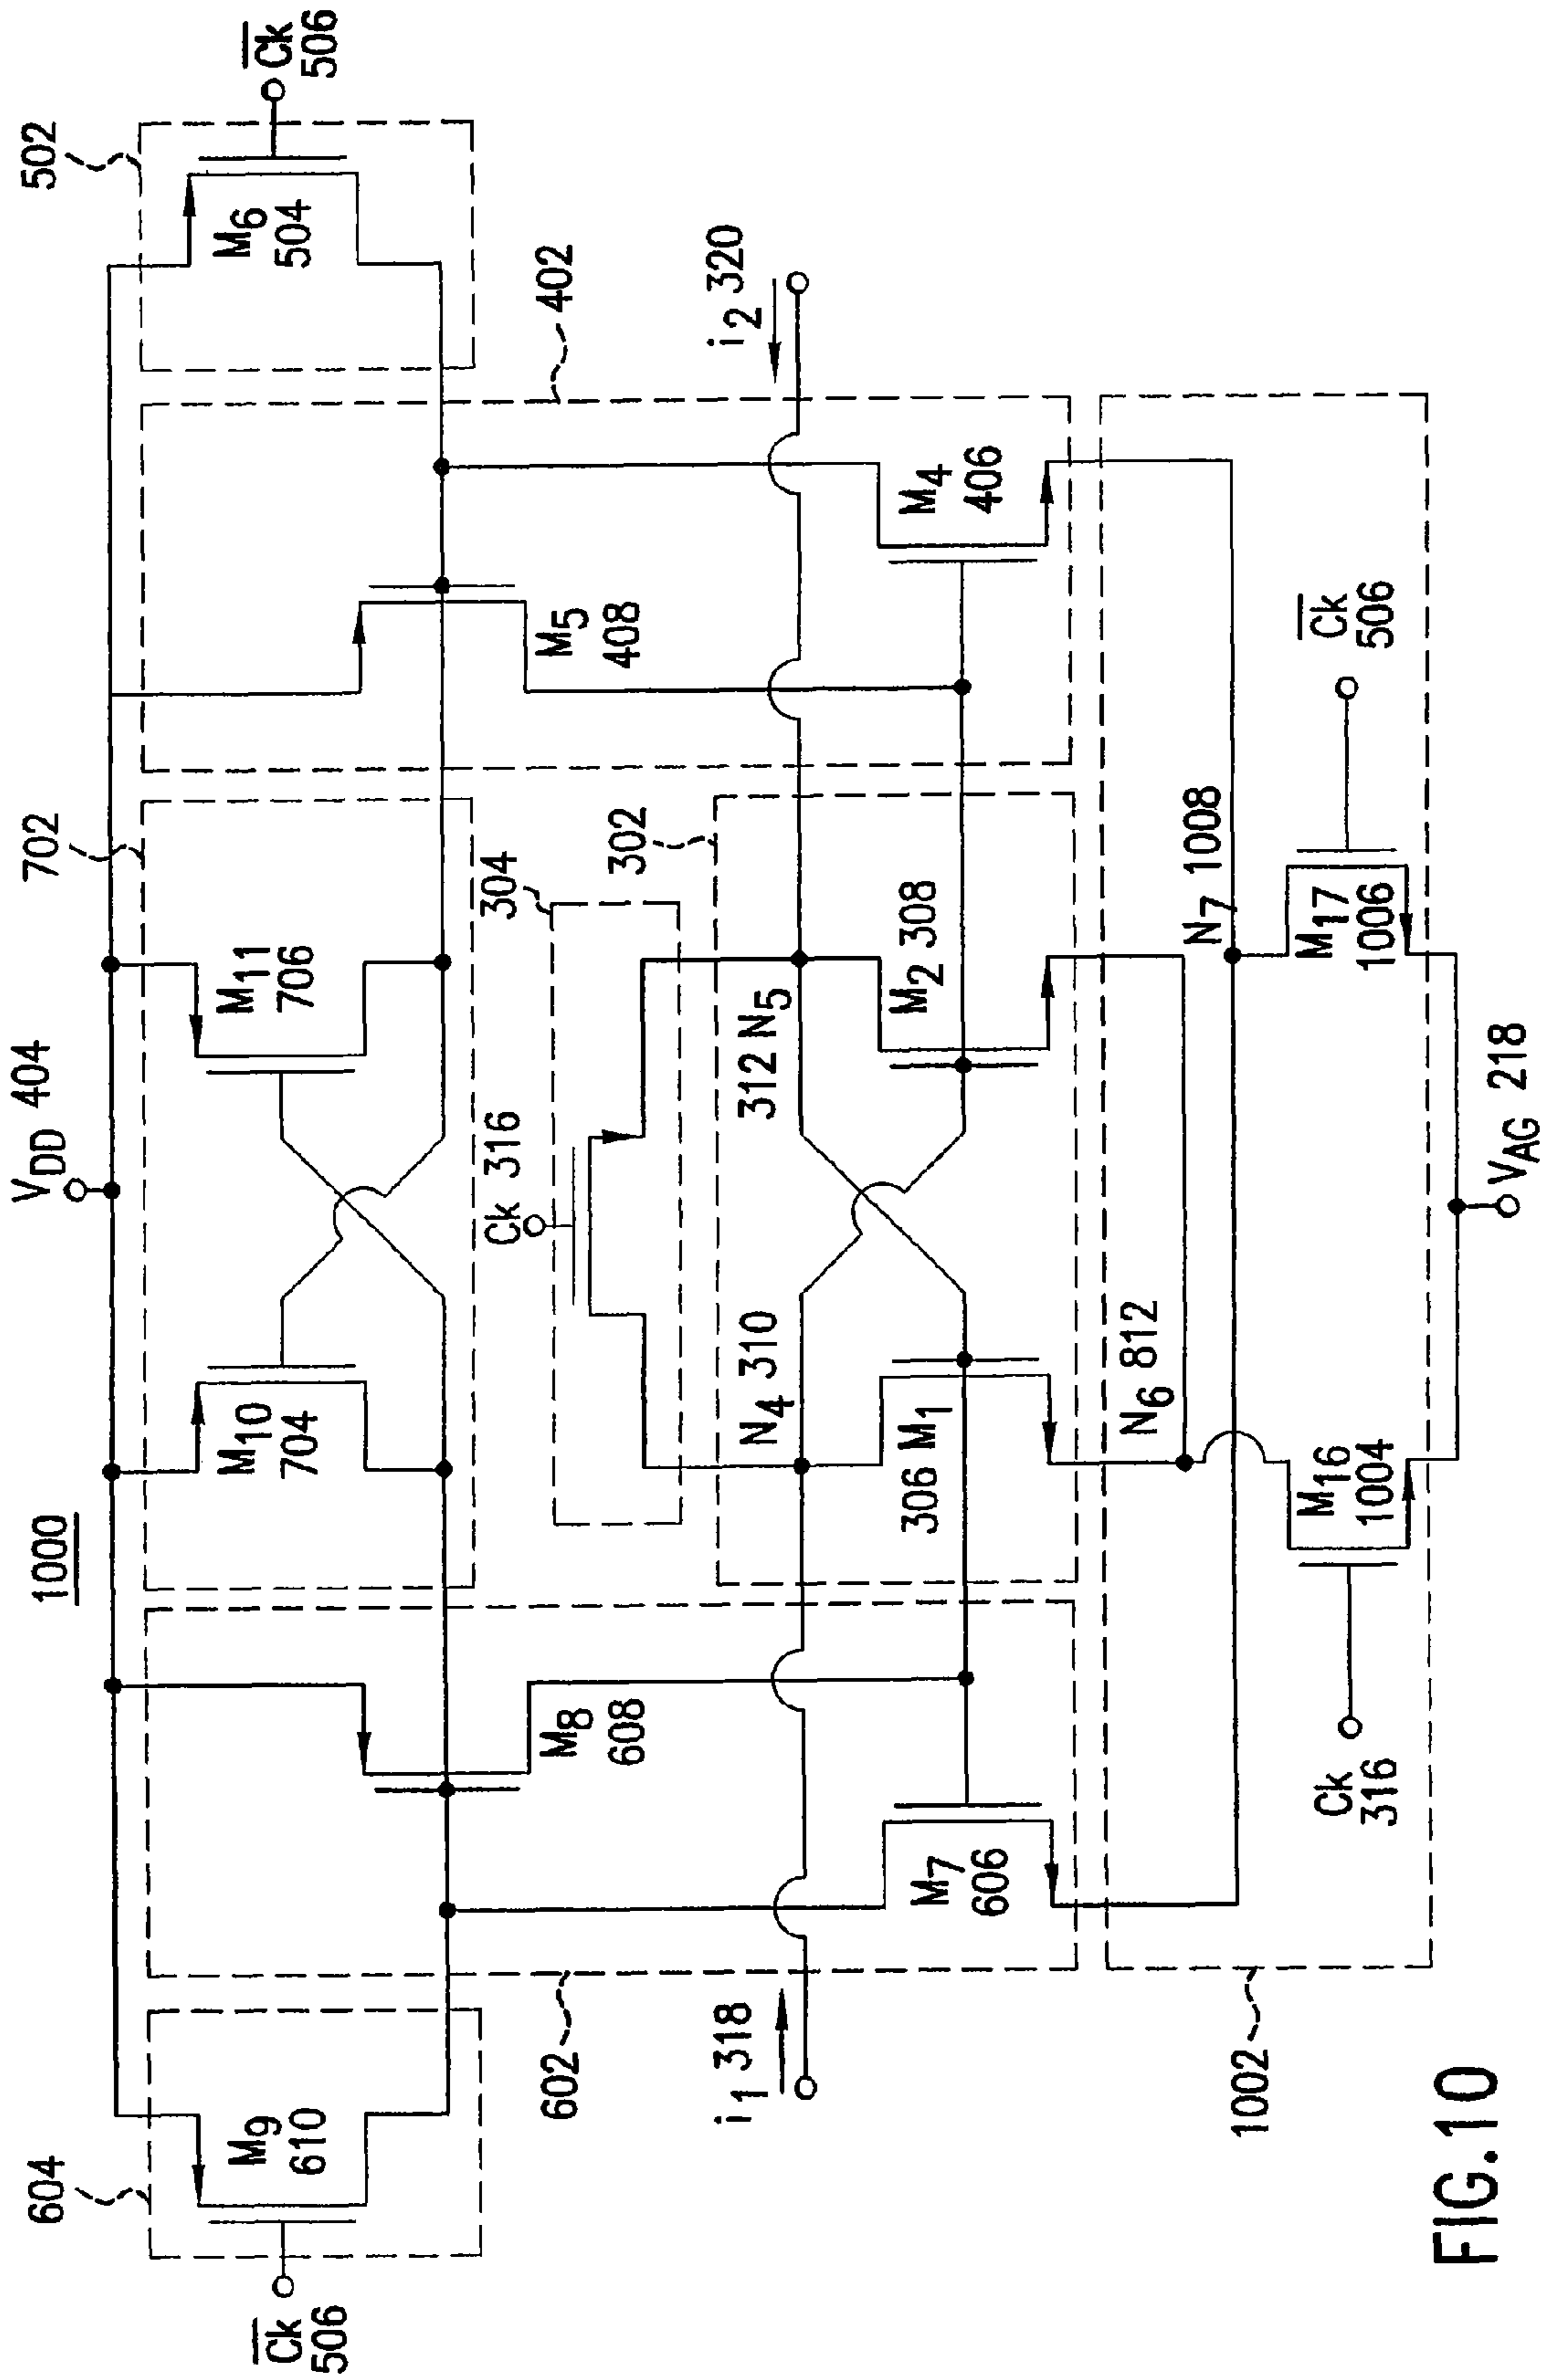 1000
V_DD 404
604
702
502
C̅k̅
506
M9
610
M10
704
M11
706
M6
504
C̅k̅
506
M8
608
Ck 316
304
M5
408
402
302
i1 318
N4 310
312 N5
i2 320
602
M7
606
306 M1
M2 308
M4
406
N6 812
N7 1008
1002
Ck
316
M16
1004
M17
1006
C̅k̅
506
V_AG 218
FIG.10